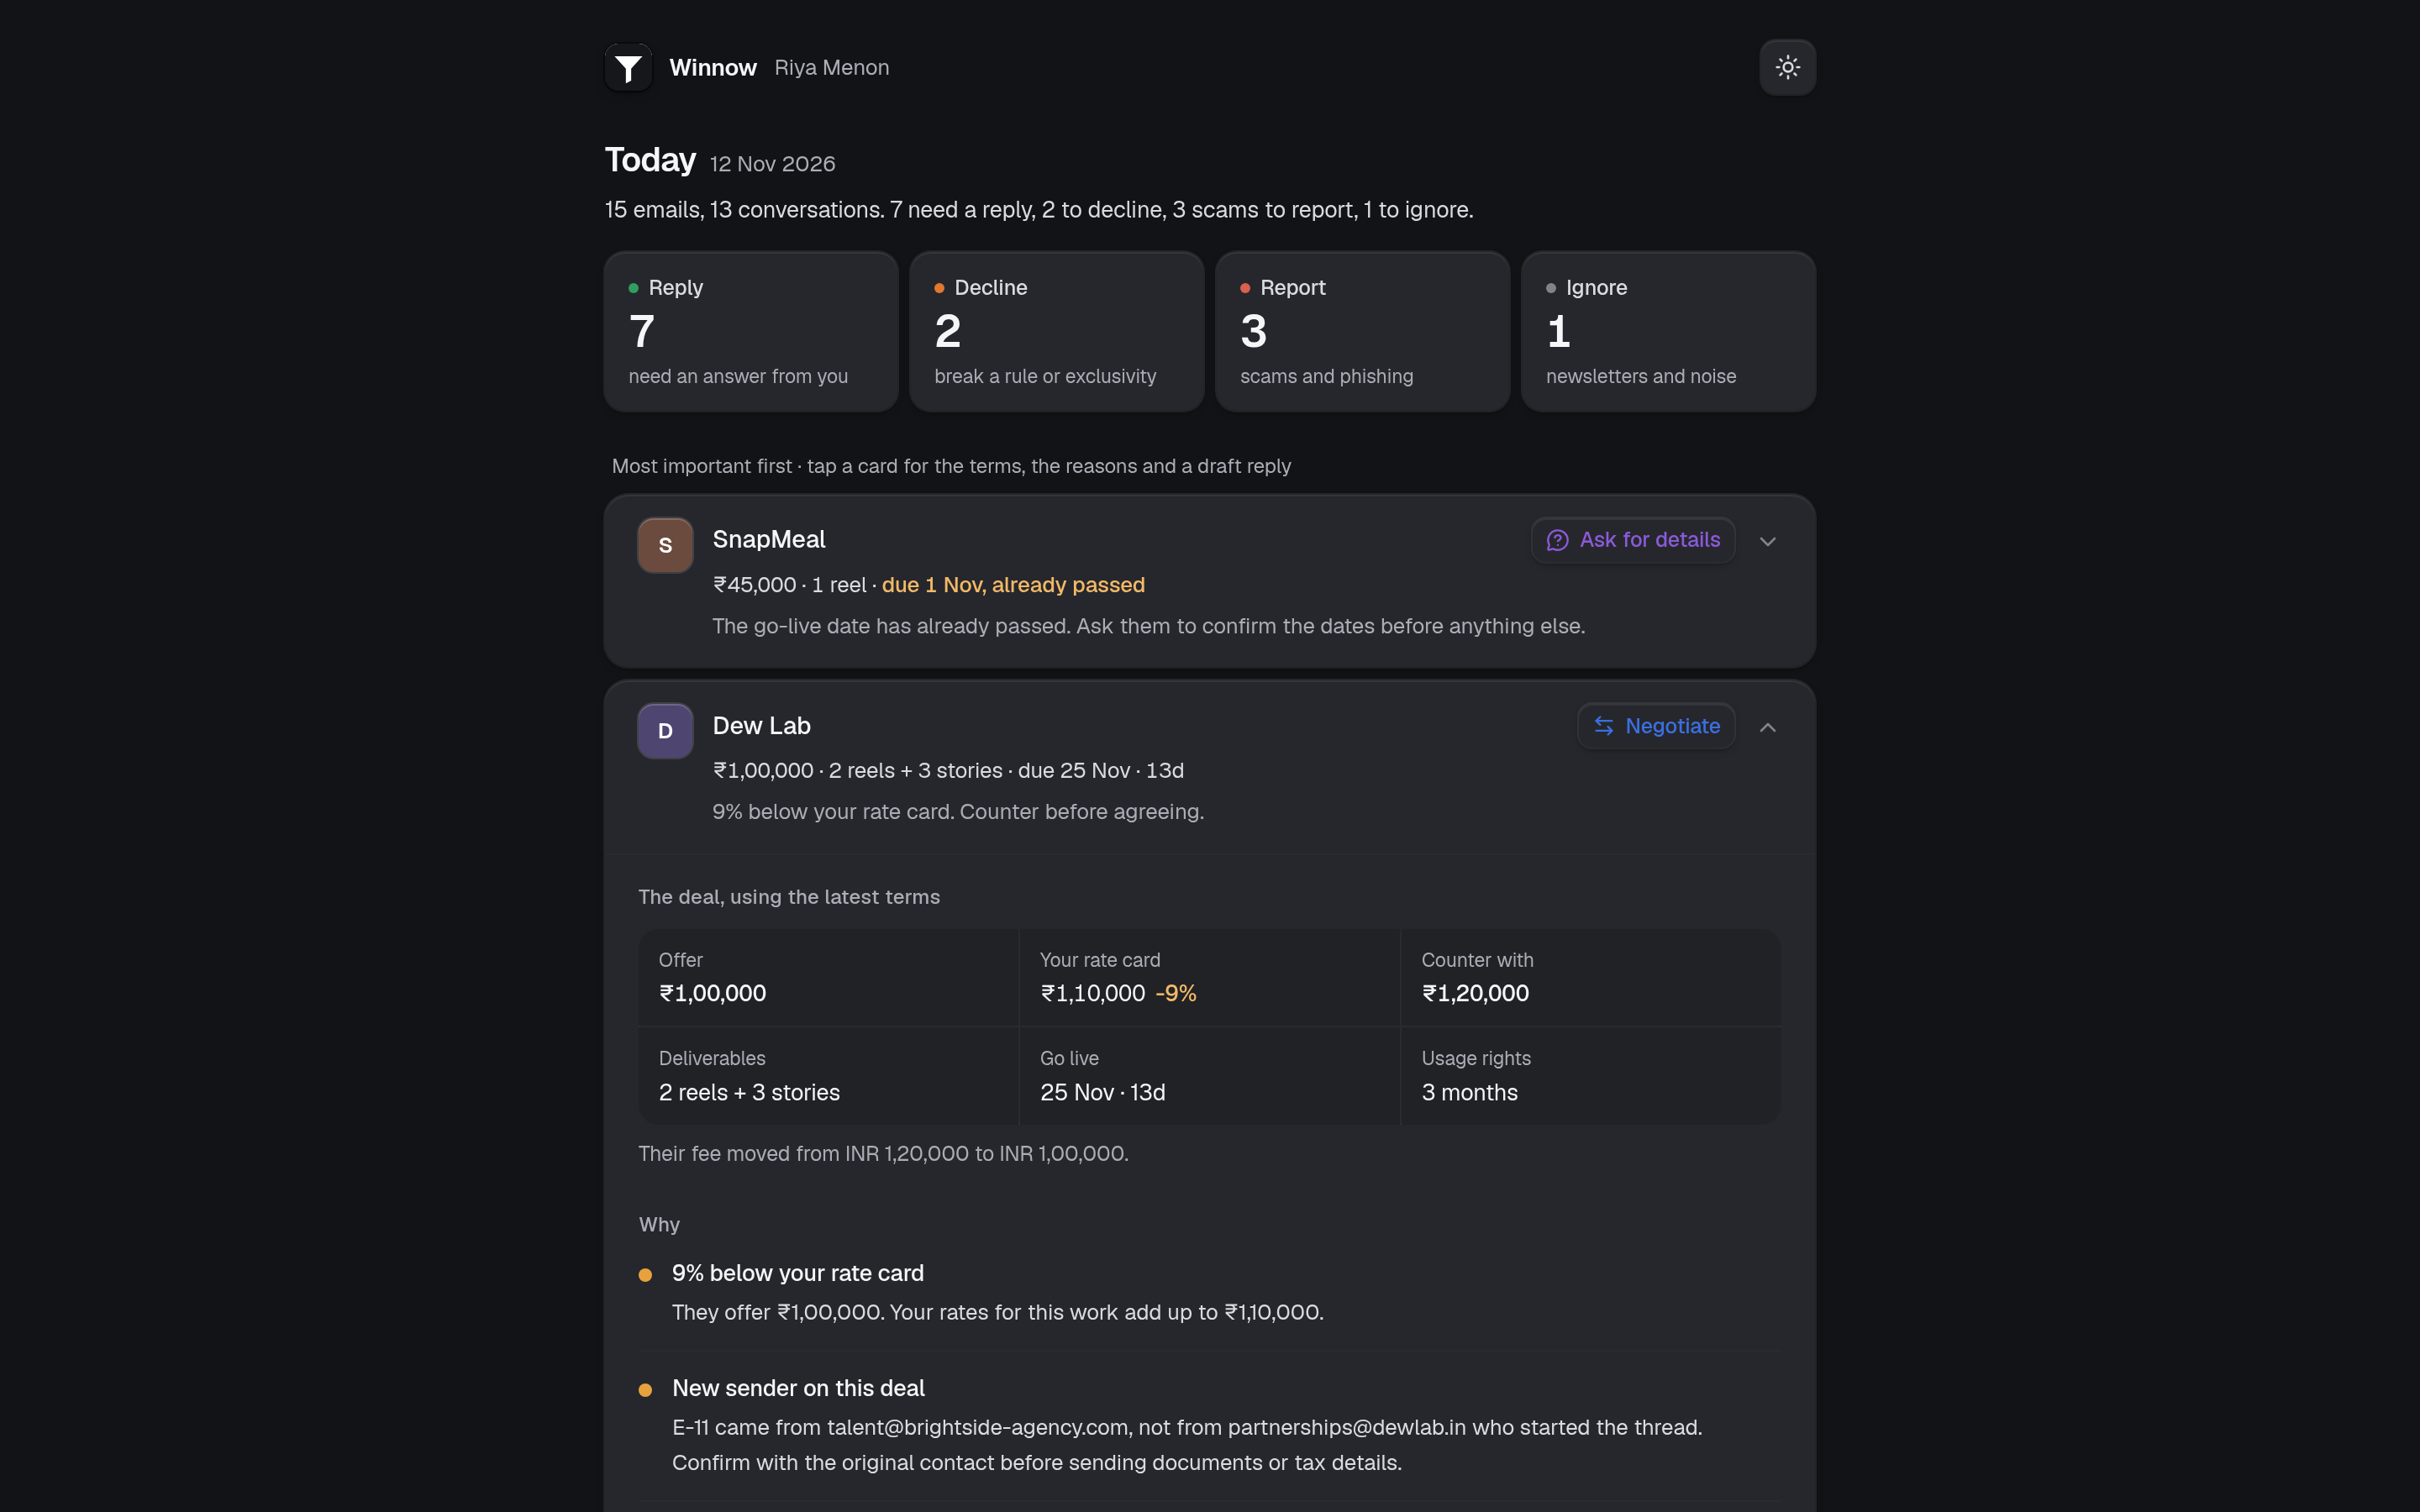 Winnow Riya Menon
Today 12 Nov 2026
15 emails, 13 conversations. 7 need a reply, 2 to decline, 3 scams to report, 1 to ignore.
Reply
7
need an answer from you
Decline
2
break a rule or exclusivity
Report
3
scams and phishing
Ignore
1
newsletters and noise
Most important first · tap a card for the terms, the reasons and a draft reply
S
SnapMeal
Ask for details
₹45,000 · 1 reel · due 1 Nov, already passed
The go-live date has already passed. Ask them to confirm the dates before anything else.
D
Dew Lab
Negotiate
₹1,00,000 · 2 reels + 3 stories · due 25 Nov · 13d
9% below your rate card. Counter before agreeing.
The deal, using the latest terms
Offer
₹1,00,000
Your rate card
₹1,10,000 -9%
Counter with
₹1,20,000
Deliverables
2 reels + 3 stories
Go live
25 Nov · 13d
Usage rights
3 months
Their fee moved from INR 1,20,000 to INR 1,00,000.
Why
9% below your rate card
They offer ₹1,00,000. Your rates for this work add up to ₹1,10,000.
New sender on this deal
E-11 came from talent@brightside-agency.com, not from partnerships@dewlab.in who started the thread.
Confirm with the original contact before sending documents or tax details.